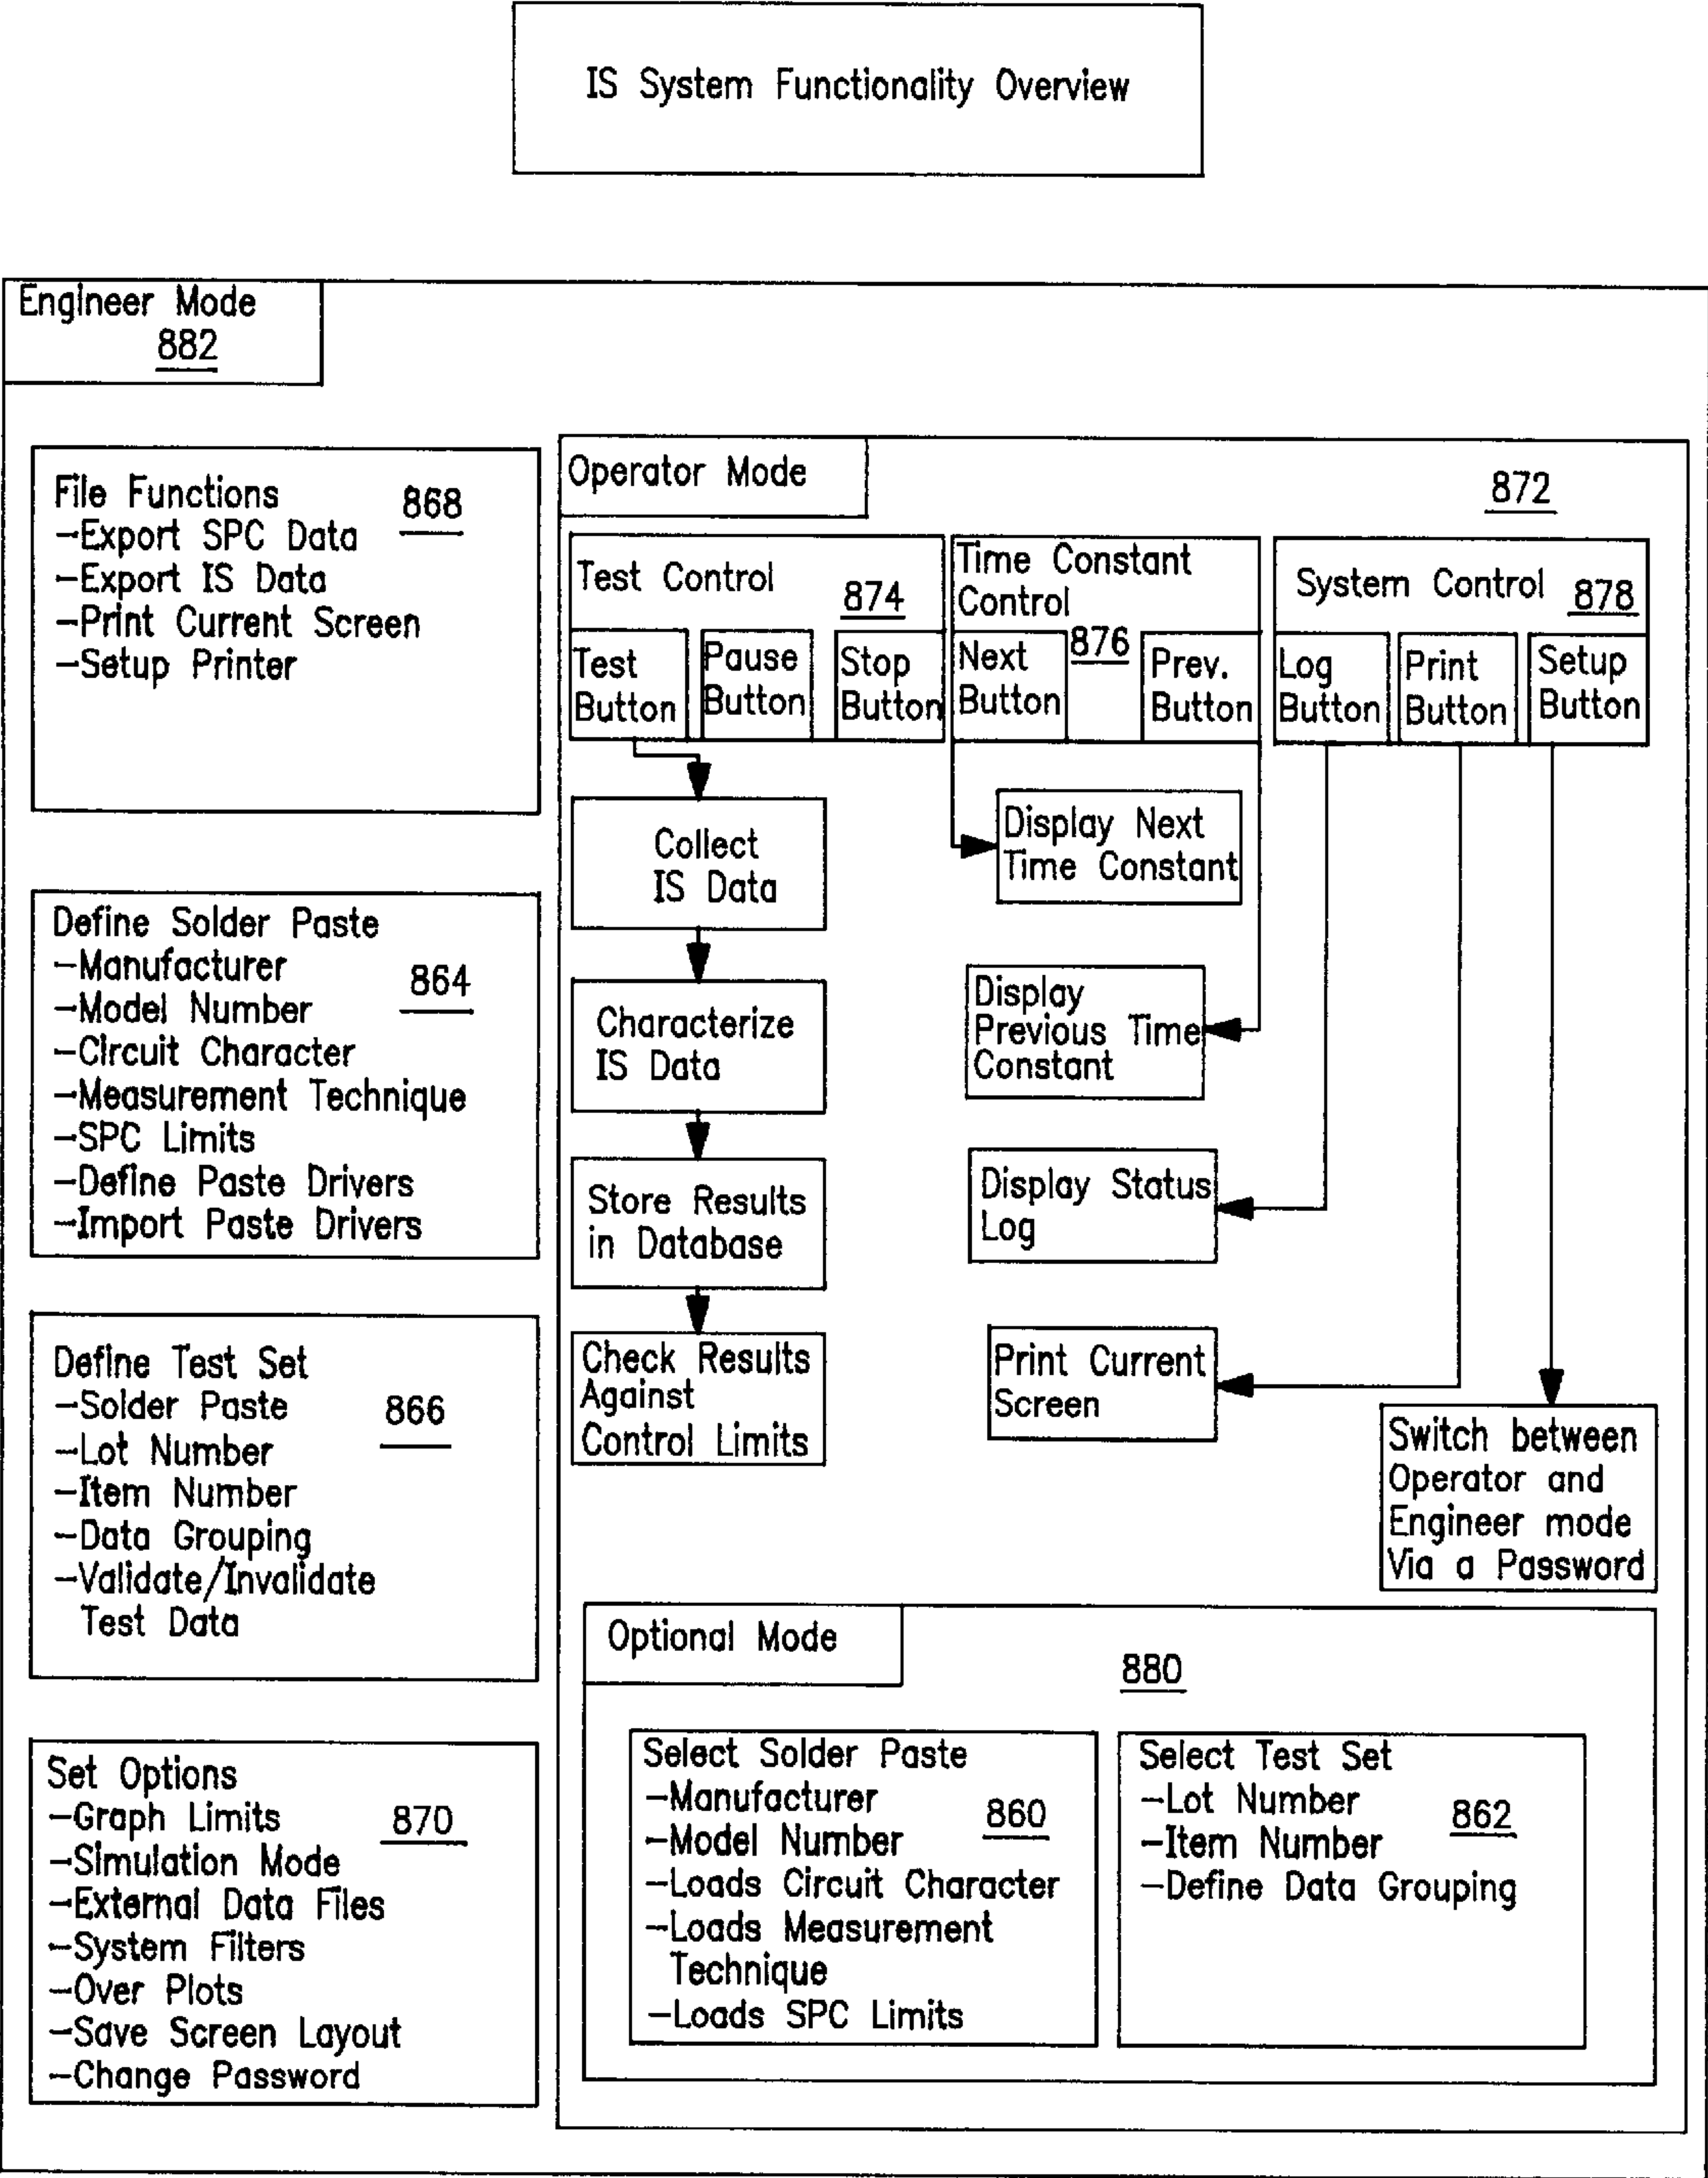 IS System Functionality Overview
Engineer Mode
882
File Functions
868
-Export SPC Data
-Export IS Data
-Print Current Screen
-Setup Printer
Define Solder Paste
-Manufacturer
864
-Model Number
-Circuit Character
-Measurement Technique
-SPC Limits
-Define Paste Drivers
-Import Paste Drivers
Define Test Set
-Solder Paste
866
-Lot Number
-Item Number
-Data Grouping
-Validate/Invalidate
Test Data
Set Options
-Graph Limits
870
-Simulation Mode
-External Data Files
-System Filters
-Over Plots
-Save Screen Layout
-Change Password
Operator Mode
872
Test Control
874
Test
Button
Pause
Button
Stop
Button
Time Constant
Control
876
Next
Button
Prev.
Button
System Control
878
Log
Button
Print
Button
Setup
Button
Collect
IS Data
Characterize
IS Data
Store Results
in Database
Check Results
Against
Control Limits
Display Next
Time Constant
Display
Previous Time
Constant
Display Status
Log
Print Current
Screen
Switch between
Operator and
Engineer mode
Via a Password
Optional Mode
880
Select Solder Paste
-Manufacturer
860
-Model Number
-Loads Circuit Character
-Loads Measurement
Technique
-Loads SPC Limits
Select Test Set
-Lot Number
862
-Item Number
-Define Data Grouping